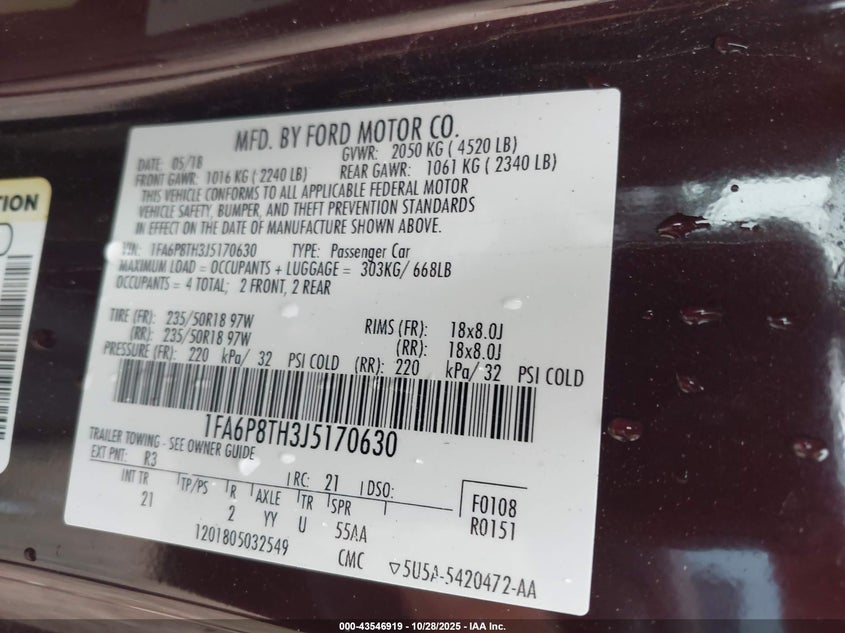 MFD. BY FORD MOTOR CO.
DATE: 05/18 GVWR: 2050 KG ( 4520 LB)
FRONT GAWR: 1016 KG ( 2240 LB) REAR GAWR: 1061 KG ( 2340 LB)
THIS VEHICLE CONFORMS TO ALL APPLICABLE FEDERAL MOTOR
VEHICLE SAFETY, BUMPER, AND THEFT PREVENTION STANDARDS
IN EFFECT ON THE DATE OF MANUFACTURE SHOWN ABOVE.
VIN: 1FA6P8TH3J5170630 TYPE: Passenger Car
MAXIMUM LOAD = OCCUPANTS + LUGGAGE = 303KG/ 668LB
OCCUPANTS = 4 TOTAL; 2 FRONT, 2 REAR
TIRE (FR): 235/50R18 97W RIMS (FR): 18x8.0J
(RR): 235/50R18 97W (RR): 18x8.0J
PRESSURE (FR): 220 kPa/ 32 PSI COLD (RR): 220 kPa/ 32 PSI COLD
1FA6P8TH3J5170630
TRAILER TOWING - SEE OWNER GUIDE
EXT PNT: R3 RC: 21 DSO:
INT TR TP/PS R AXLE TR SPR
21 2 YY U 55AA
F0108
R0151
1201805032549 CMC ▽5U5A-5420472-AA
TION
000-43546919 - 10/28/2025 - IAA Inc.